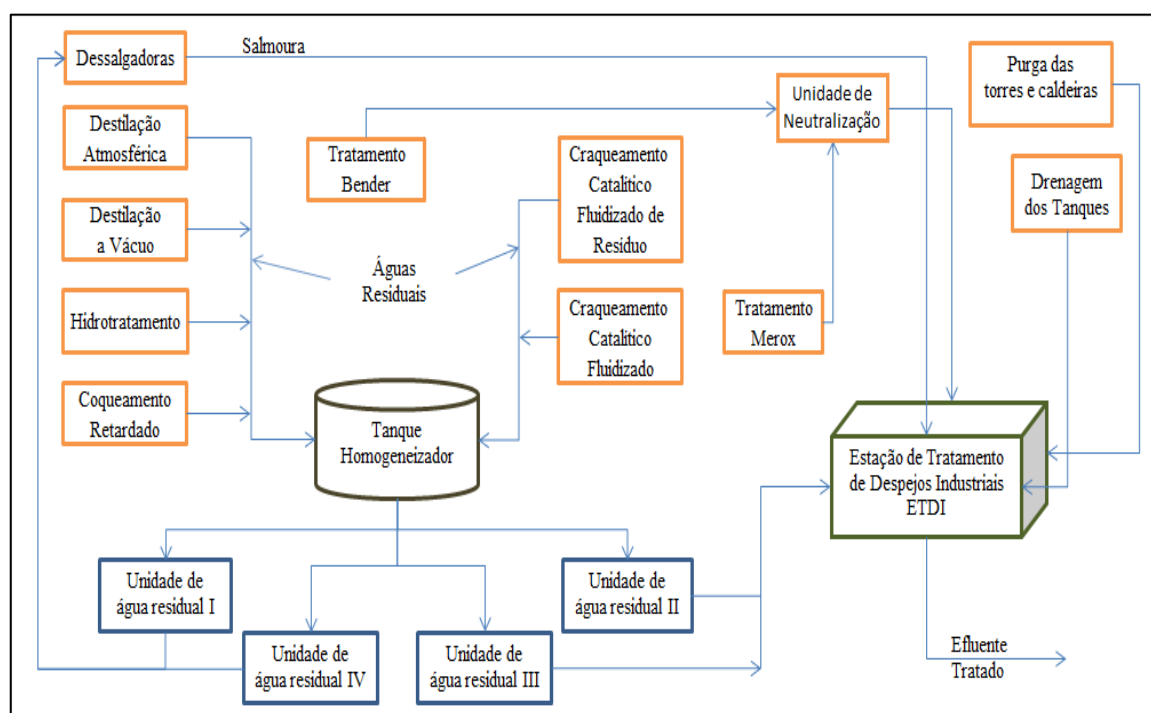 Dessalgadoras
Salmoura
Purga das
torres e caldeiras
Unidade de
Neutralização
Destilação
Atmosférica
Tratamento
Bender
Craqueamento
Catalítico
Fluidizado de
Resíduo
Drenagem
dos Tanques
Destilação
a Vácuo
Águas
Residuais
Hidrotratamento
Craqueamento
Catalítico
Fluidizado
Tratamento
Merox
Coqueamento
Retardado
Tanque
Homogeneizador
Estação de Tratamento
de Despejos Industriais
ETDI
Unidade de
água residual I
Unidade de
água residual II
Unidade de
água residual IV
Unidade de
água residual III
Efluente
Tratado